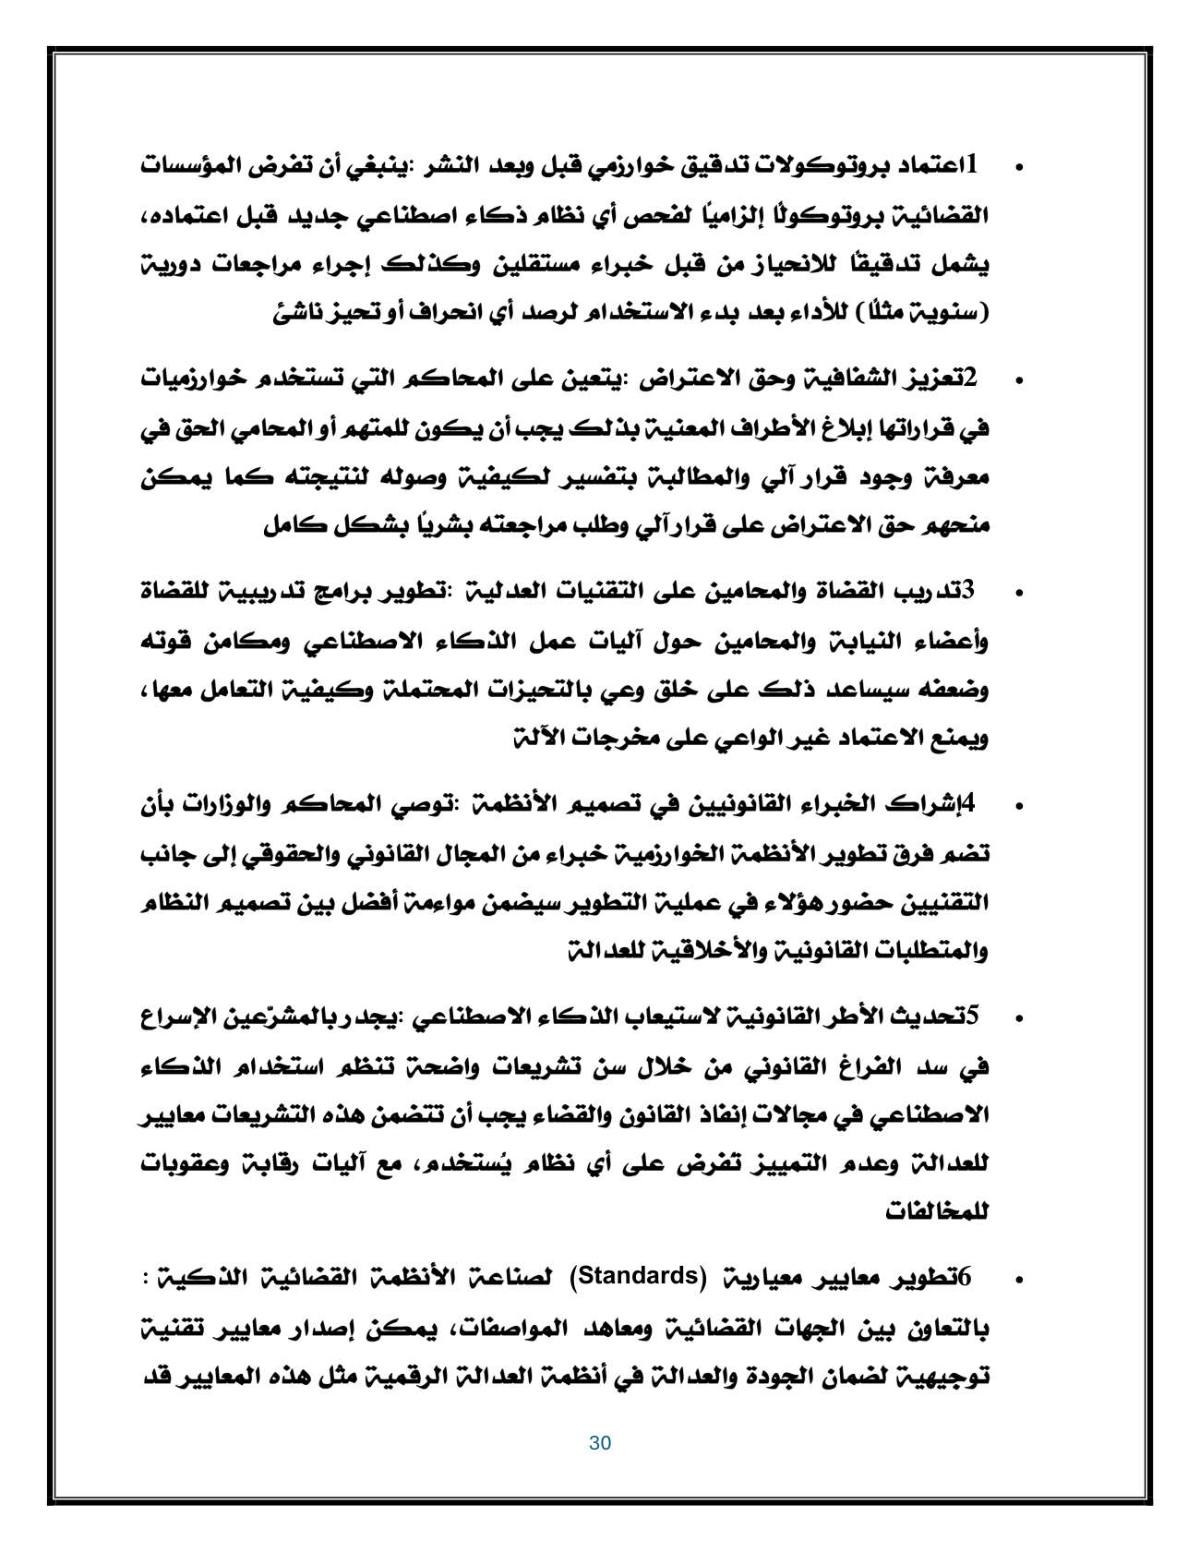 • 1اعتماد بروتوكولات تدقيق خوارزمي قبل وبعد النشر :ينبغي أن تفرض المؤسسات
القضائية بروتوكولًا إلزاميًا لفحص أي نظام ذكاء اصطناعي جديد قبل اعتماده،
يشمل تدقيقًا للانحياز من قبل خبراء مستقلين وكذلك إجراء مراجعات دورية
(سنوية مثلًا) للأداء بعد بدء الاستخدام لرصد أي انحراف أو تحيز ناشئ
• 2تعزيز الشفافية وحق الاعتراض :يتعين على المحاكم التي تستخدم خوارزميات
في قراراتها إبلاغ الأطراف المعنية بذلك يجب أن يكون للمتهم أو المحامي الحق في
معرفة وجود قرار آلي والمطالبة بتفسير لكيفية وصوله لنتيجته كما يمكن
منحهم حق الاعتراض على قرار آلي وطلب مراجعته بشريًا بشكل كامل
• 3تدريب القضاة والمحامين على التقنيات العدلية :تطوير برامج تدريبية للقضاة
وأعضاء النيابة والمحامين حول آليات عمل الذكاء الاصطناعي ومكامن قوته
وضعفه سيساعد ذلك على خلق وعي بالتحيزات المحتملة وكيفية التعامل معها،
ويمنع الاعتماد غير الواعي على مخرجات الآلة
• 4إشراك الخبراء القانونيين في تصميم الأنظمة :توصي المحاكم والوزارات بأن
تضم فرق تطوير الأنظمة الخوارزمية خبراء من المجال القانوني والحقوقي إلى جانب
التقنيين حضور هؤلاء في عملية التطوير سيضمن مواءمة أفضل بين تصميم النظام
والمتطلبات القانونية والأخلاقية للعدالة
• 5تحديث الأطر القانونية لاستيعاب الذكاء الاصطناعي :يجدر بالمشرّعين الإسراع
في سد الفراغ القانوني من خلال سن تشريعات واضحة تنظم استخدام الذكاء
الاصطناعي في مجالات إنفاذ القانون والقضاء يجب أن تتضمن هذه التشريعات معايير
للعدالة وعدم التمييز تفرض على أي نظام يُستخدم، مع آليات رقابة وعقوبات
للمخالفات
• 6تطوير معايير معيارية (Standards) لصناعة الأنظمة القضائية الذكية :
بالتعاون بين الجهات القضائية ومعاهد المواصفات، يمكن إصدار معايير تقنية
توجيهية لضمان الجودة والعدالة في أنظمة العدالة الرقمية مثل هذه المعايير قد
30